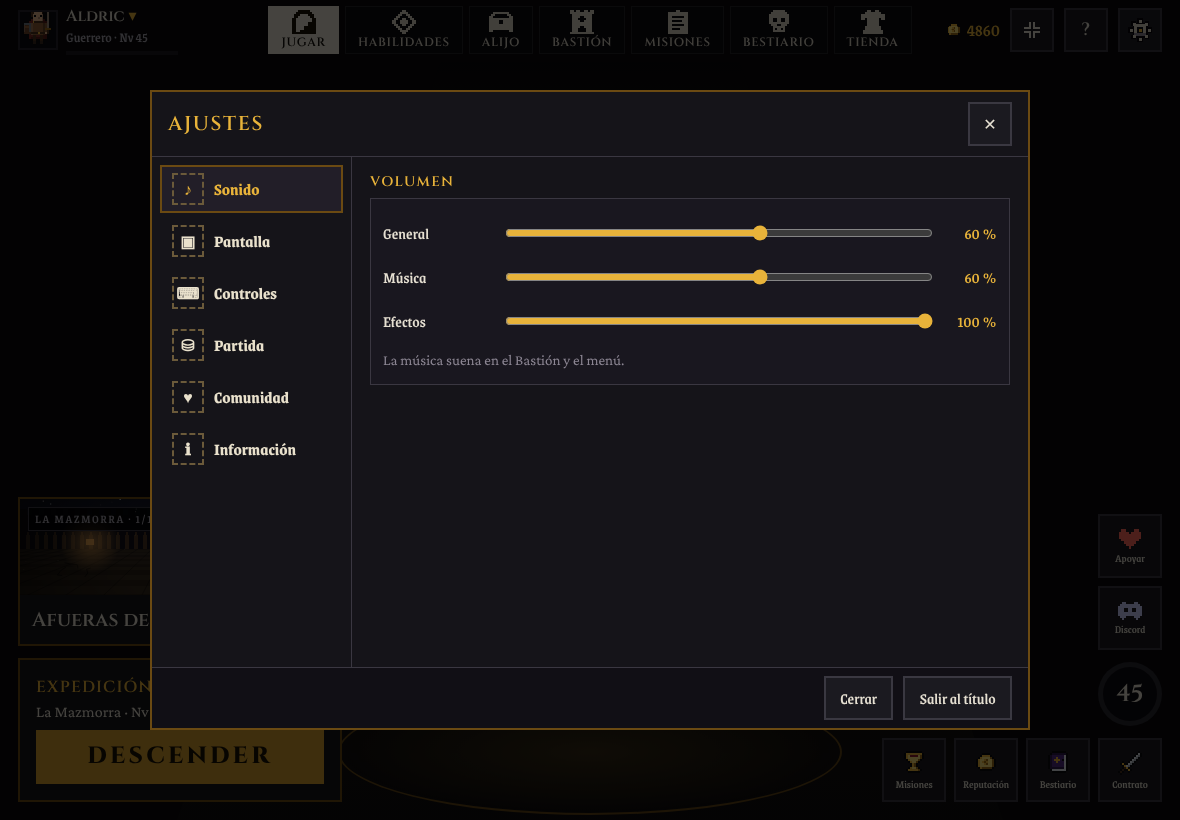 ALDRIC ▼
Guerrero · Nv 45
JUGAR
HABILIDADES
ALIJO
BASTIÓN
MISIONES
BESTIARIO
TIENDA
4860
?
AJUSTES
×
♪ Sonido
Pantalla
Controles
Partida
♥ Comunidad
i Información
VOLUMEN
General 60 %
Música 60 %
Efectos 100 %
La música suena en el Bastión y el menú.
LA MAZMORRA · 1/1
AFUERAS DE
EXPEDICIÓN
La Mazmorra · Nv
DESCENDER
Cerrar
Salir al título
Apoyar
Discord
45
Misiones
Reputación
Bestiario
Contrato